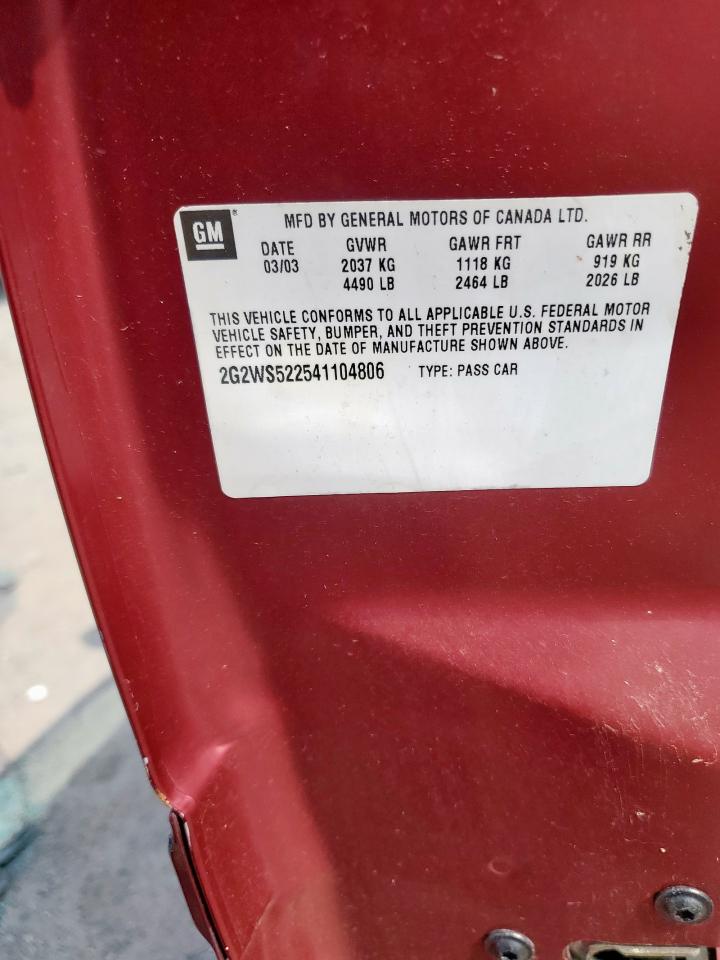 GM ®
MFD BY GENERAL MOTORS OF CANADA LTD.
DATE GVWR GAWR FRT GAWR RR
03/03 2037 KG 1118 KG 919 KG
4490 LB 2464 LB 2026 LB
THIS VEHICLE CONFORMS TO ALL APPLICABLE U.S. FEDERAL MOTOR
VEHICLE SAFETY, BUMPER, AND THEFT PREVENTION STANDARDS IN
EFFECT ON THE DATE OF MANUFACTURE SHOWN ABOVE.
2G2WS522541104806 TYPE: PASS CAR